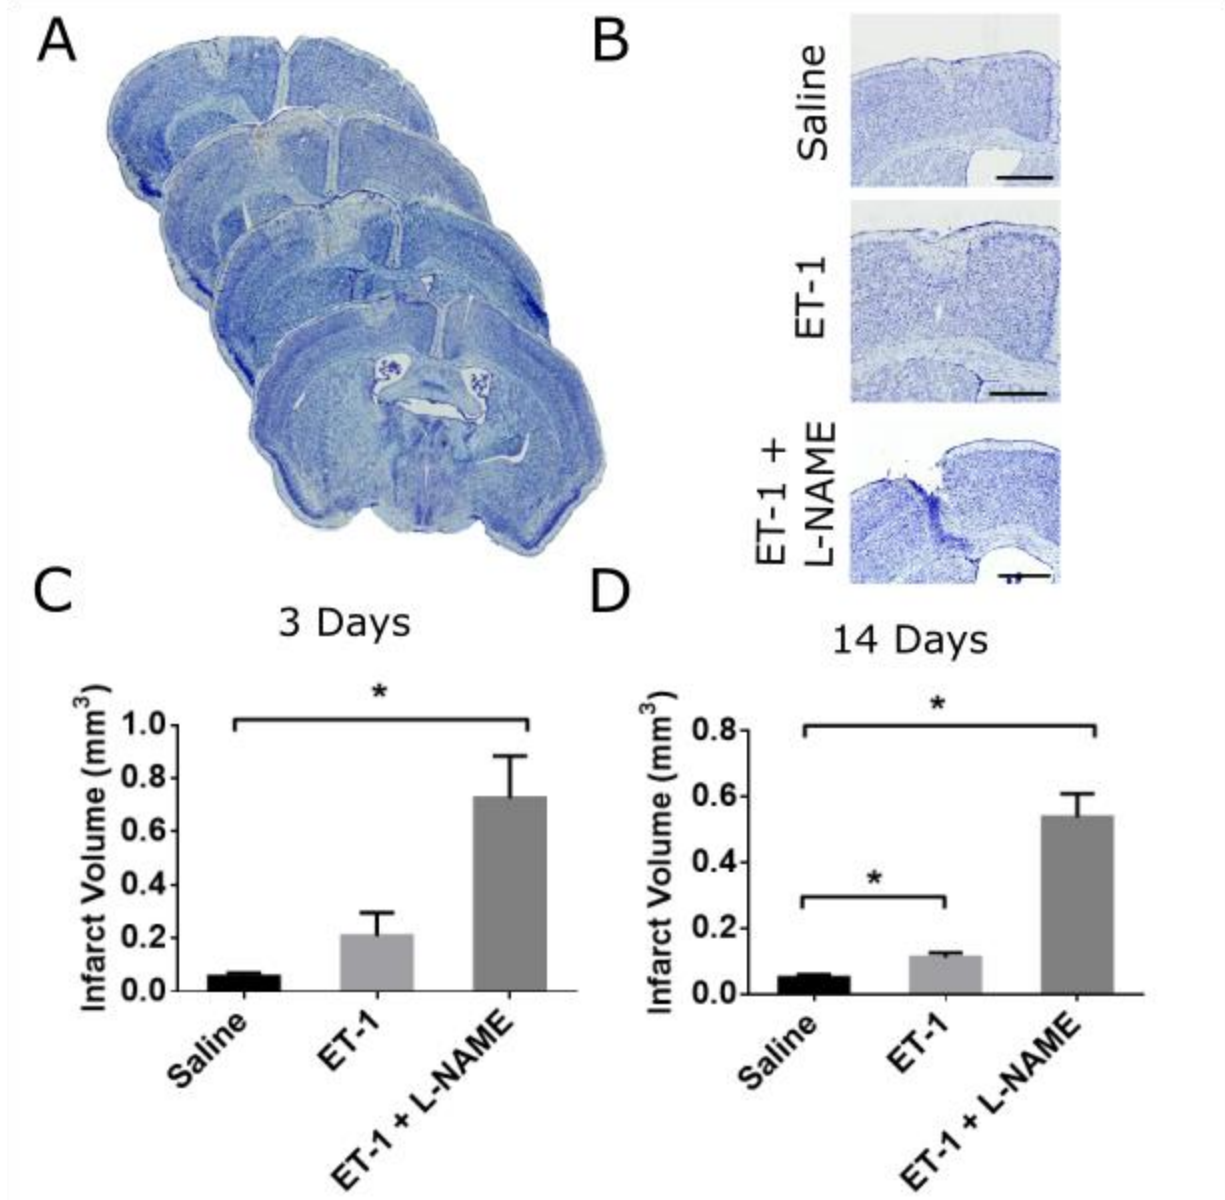 A
B
Saline
ET-1
ET-1 +
L-NAME
C
3 Days
*
Infarct Volume (mm³)
1.0
0.8
0.6
0.4
0.2
0.0
Saline
ET-1
ET-1 + L-NAME
D
14 Days
*
*
Infarct Volume (mm³)
0.8
0.6
0.4
0.2
0.0
Saline
ET-1
ET-1 + L-NAME